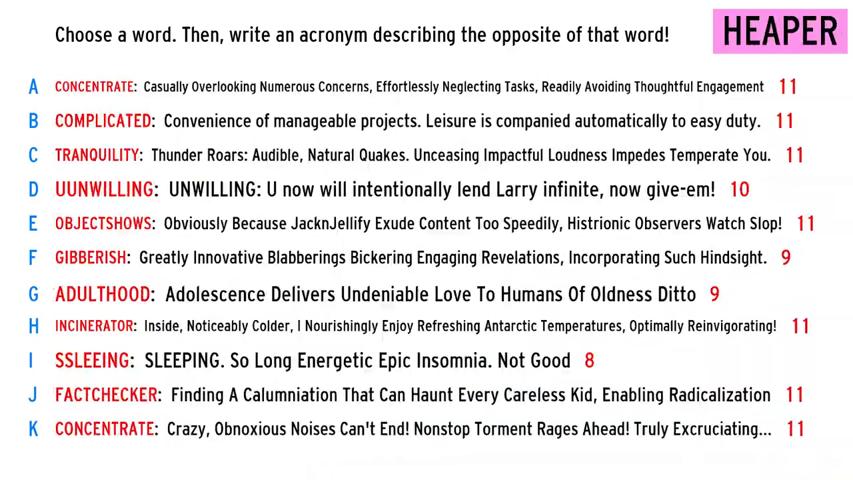 Choose a word. Then, write an acronym describing the opposite of that word! HEAPER
A CONCENTRATE: Casually Overlooking Numerous Concerns, Effortlessly Neglecting Tasks, Readily Avoiding Thoughtful Engagement 11
B COMPLICATED: Convenience of manageable projects. Leisure is companied automatically to easy duty. 11
C TRANQUILITY: Thunder Roars: Audible, Natural Quakes. Unceasing Impactful Loudness Impedes Temperate You. 11
D UUNWILLING: UNWILLING: U now will intentionally lend Larry infinite, now give-em! 10
E OBJECTSHOWS: Obviously Because JacknJellify Exude Content Too Speedily, Histrionic Observers Watch Slop! 11
F GIBBERISH: Greatly Innovative Blabberings Bickering Engaging Revelations, Incorporating Such Hindsight. 9
G ADULTHOOD: Adolescence Delivers Undeniable Love To Humans Of Oldness Ditto 9
H INCINERATOR: Inside, Noticeably Colder, I Nourishingly Enjoy Refreshing Antarctic Temperatures, Optimally Reinvigorating! 11
I SSLEEING: SLEEPING. So Long Energetic Epic Insomnia. Not Good 8
J FACTCHECKER: Finding A Calumniation That Can Haunt Every Careless Kid, Enabling Radicalization 11
K CONCENTRATE: Crazy, Obnoxious Noises Can't End! Nonstop Torment Rages Ahead! Truly Excruciating... 11